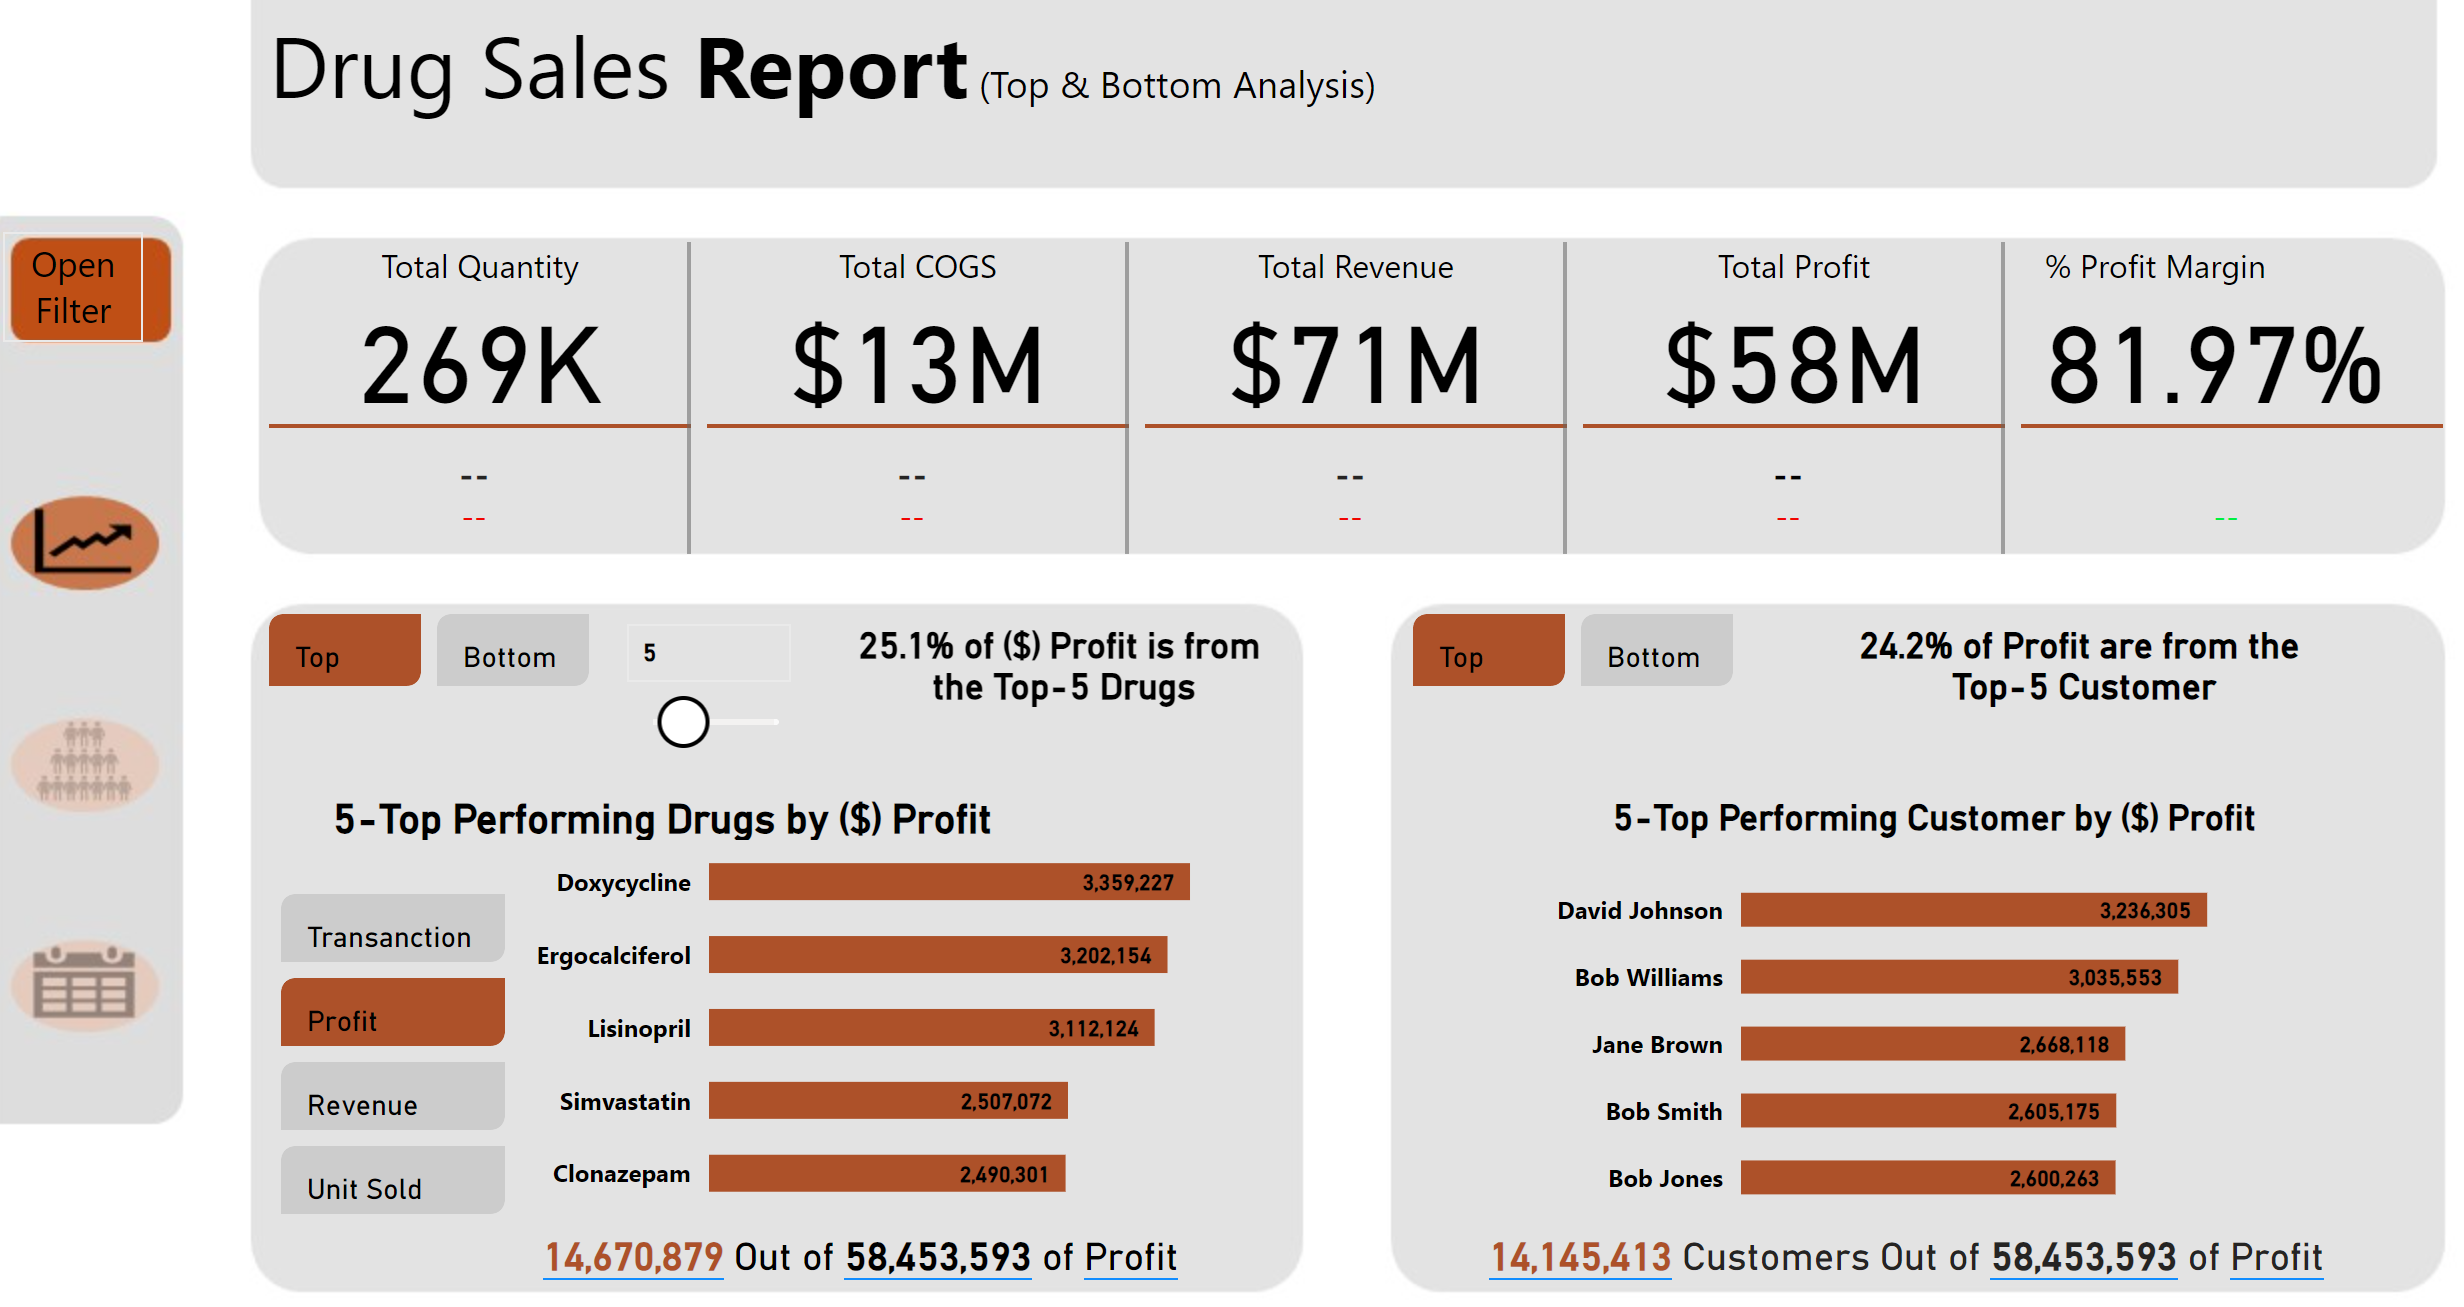 Drug Sales Report (Top & Bottom Analysis)
Open
Filter
Total Quantity
269K
--
--
Total COGS
$13M
--
--
Total Revenue
$71M
--
--
Total Profit
$58M
--
--
% Profit Margin
81.97%
--
Top
Bottom
5
25.1% of ($) Profit is from
the Top-5 Drugs
5-Top Performing Drugs by ($) Profit
Transanction
Profit
Revenue
Unit Sold
Doxycycline 3,359,227
Ergocalciferol 3,202,154
Lisinopril 3,112,124
Simvastatin 2,507,072
Clonazepam 2,490,301
14,670,879 Out of 58,453,593 of Profit
Top
Bottom
24.2% of Profit are from the
Top-5 Customer
5-Top Performing Customer by ($) Profit
David Johnson 3,236,305
Bob Williams 3,035,553
Jane Brown 2,668,118
Bob Smith 2,605,175
Bob Jones 2,600,263
14,145,413 Customers Out of 58,453,593 of Profit